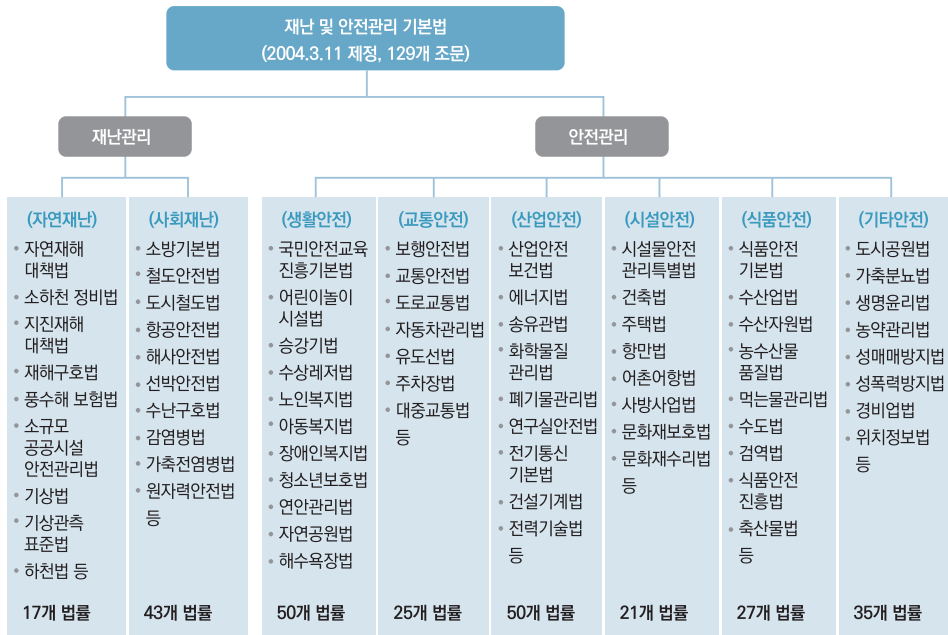 재난 및 안전관리 기본법
(2004.3.11 제정, 129개 조문)
재난관리
안전관리
(자연재난)
• 자연재해
대책법
• 소하천 정비법
• 지진재해
대책법
• 재해구호법
• 풍수해 보험법
• 소규모
공공시설
안전관리법
• 기상법
• 기상관측
표준법
• 하천법 등
17개 법률
(사회재난)
• 소방기본법
• 철도안전법
• 도시철도법
• 항공안전법
• 해사안전법
• 선박안전법
• 수난구호법
• 감염병법
• 가축전염병법
• 원자력안전법
등
43개 법률
(생활안전)
• 국민안전교육
진흥기본법
• 어린이놀이
시설법
• 승강기법
• 수상레저법
• 노인복지법
• 아동복지법
• 장애인복지법
• 청소년보호법
• 연안관리법
• 자연공원법
• 해수욕장법
50개 법률
(교통안전)
• 보행안전법
• 교통안전법
• 도로교통법
• 자동차관리법
• 유도선법
• 주차장법
• 대중교통법
등
25개 법률
(산업안전)
• 산업안전
보건법
• 에너지법
• 송유관법
• 화학물질
관리법
• 폐기물관리법
• 연구실안전법
• 전기통신
기본법
• 건설기계법
• 전력기술법
등
50개 법률
(시설안전)
• 시설물안전
관리특별법
• 건축법
• 주택법
• 항만법
• 어촌어항법
• 사방사업법
• 문화재보호법
• 문화재수리법
등
21개 법률
(식품안전)
• 식품안전
기본법
• 수산업법
• 수산자원법
• 농수산물
품질법
• 먹는물관리법
• 수도법
• 검역법
• 식품안전
진흥법
• 축산물법
등
27개 법률
(기타안전)
• 도시공원법
• 가축분뇨법
• 생명윤리법
• 농약관리법
• 성매매방지법
• 성폭력방지법
• 경비업법
• 위치정보법
등
35개 법률